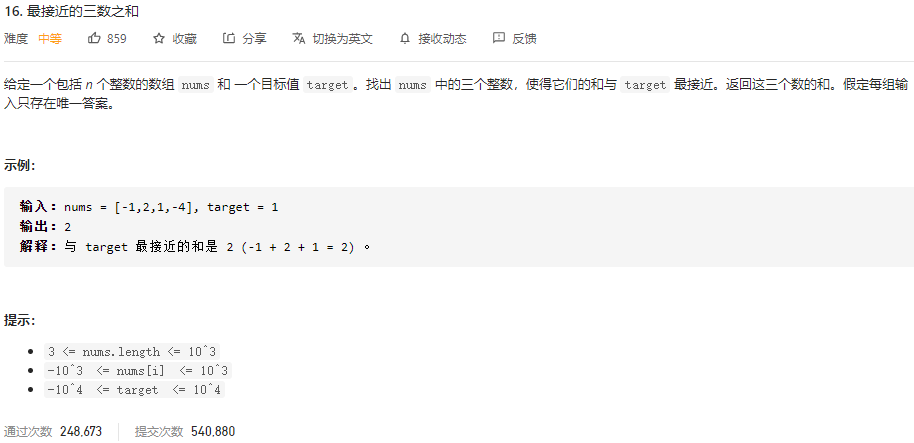 16. 最接近的三数之和
难度 中等 859 收藏 分享 切换为英文 接收动态 反馈
给定一个包括 n 个整数的数组 nums 和 一个目标值 target。找出 nums 中的三个整数，使得它们的和与 target 最接近。返回这三个数的和。假定每组输
入只存在唯一答案。
示例：
输入：nums = [-1,2,1,-4], target = 1
输出：2
解释：与 target 最接近的和是 2 (-1 + 2 + 1 = 2) 。
提示：
3 <= nums.length <= 10^3
-10^3 <= nums[i] <= 10^3
-10^4 <= target <= 10^4
通过次数 248,673 提交次数 540,880